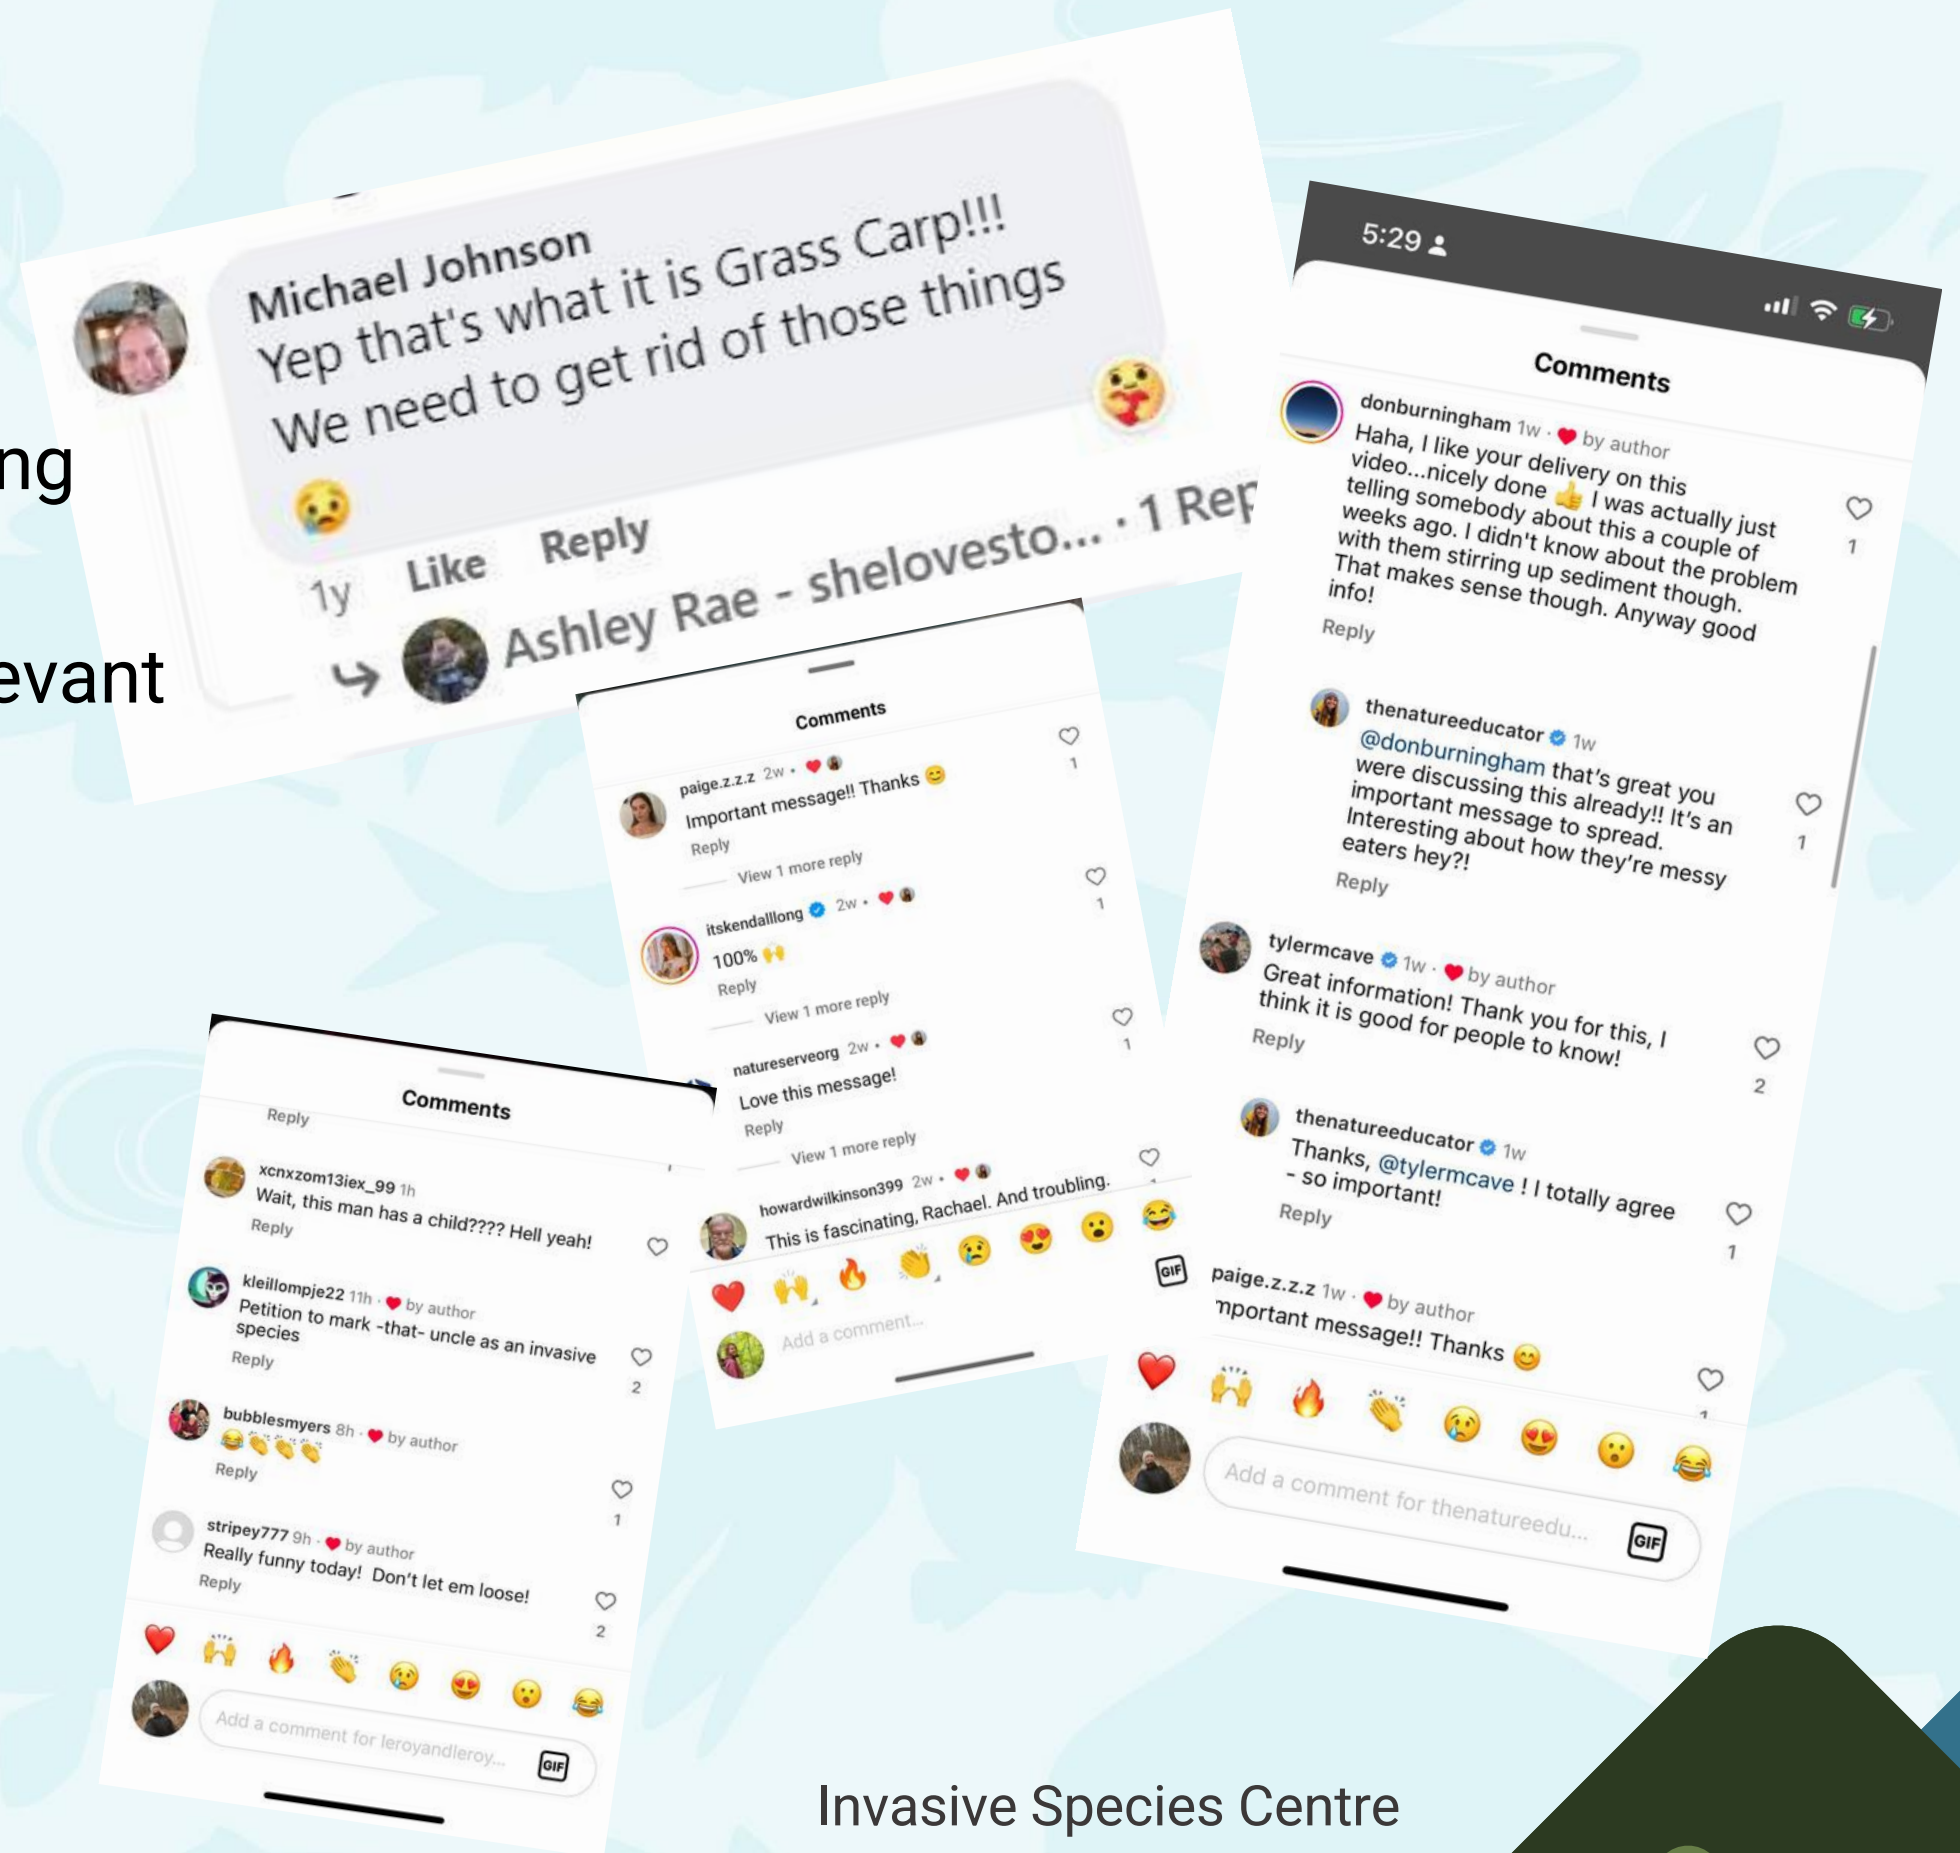 ng
evant
Michael Johnson
Yep that's what it is Grass Carp!!!
We need to get rid of those things
😢
1y Like Reply
Ashley Rae - shelovesto... · 1 Rep
5:29
Comments
donburningham 1w · ❤️ by author
Haha, I like your delivery on this
video...nicely done 👍 I was actually just
telling somebody about this a couple of
weeks ago. I didn't know about the problem
with them stirring up sediment though.
That makes sense though. Anyway good
info!
1
Reply
thenatureeducator 1w
@donburningham that's great you
were discussing this already!! It's an
important message to spread.
Interesting about how they're messy
eaters hey?!
1
Reply
tylermcave 1w · ❤️ by author
Great information! Thank you for this, I
think it is good for people to know!
2
Reply
thenatureeducator 1w
Thanks, @tylermcave ! I totally agree
- so important!
1
Reply
paige.z.z.z 1w · ❤️ by author
mportant message!! Thanks 😊
1
❤️ 🙌 🔥 👏 😢 😍 😮 😂
Add a comment for thenatureedu...
GIF
Comments
paige.z.z.z 2w • ❤️
Important message!! Thanks 😊
1
Reply
View 1 more reply
itskendalllong 2w • ❤️
100% 🙌
1
Reply
View 1 more reply
natureserveorg 2w • ❤️
Love this message!
1
Reply
View 1 more reply
howardwilkinson399 2w • ❤️
This is fascinating, Rachael. And troubling.
❤️ 🙌 🔥 👏 😢 😍 😮 😂
Add a comment...
GIF
Comments
Reply
xcnxzom13iex_99 1h
Wait, this man has a child???? Hell yeah!
Reply
kleillompje22 11h · ❤️ by author
Petition to mark -that- uncle as an invasive
species
2
Reply
bubblesmyers 8h · ❤️ by author
😂👏👏👏
1
Reply
stripey777 9h · ❤️ by author
Really funny today! Don't let em loose!
2
Reply
❤️ 🙌 🔥 👏 😢 😍 😮 😂
Add a comment for leroyandleroy...
GIF
Invasive Species Centre